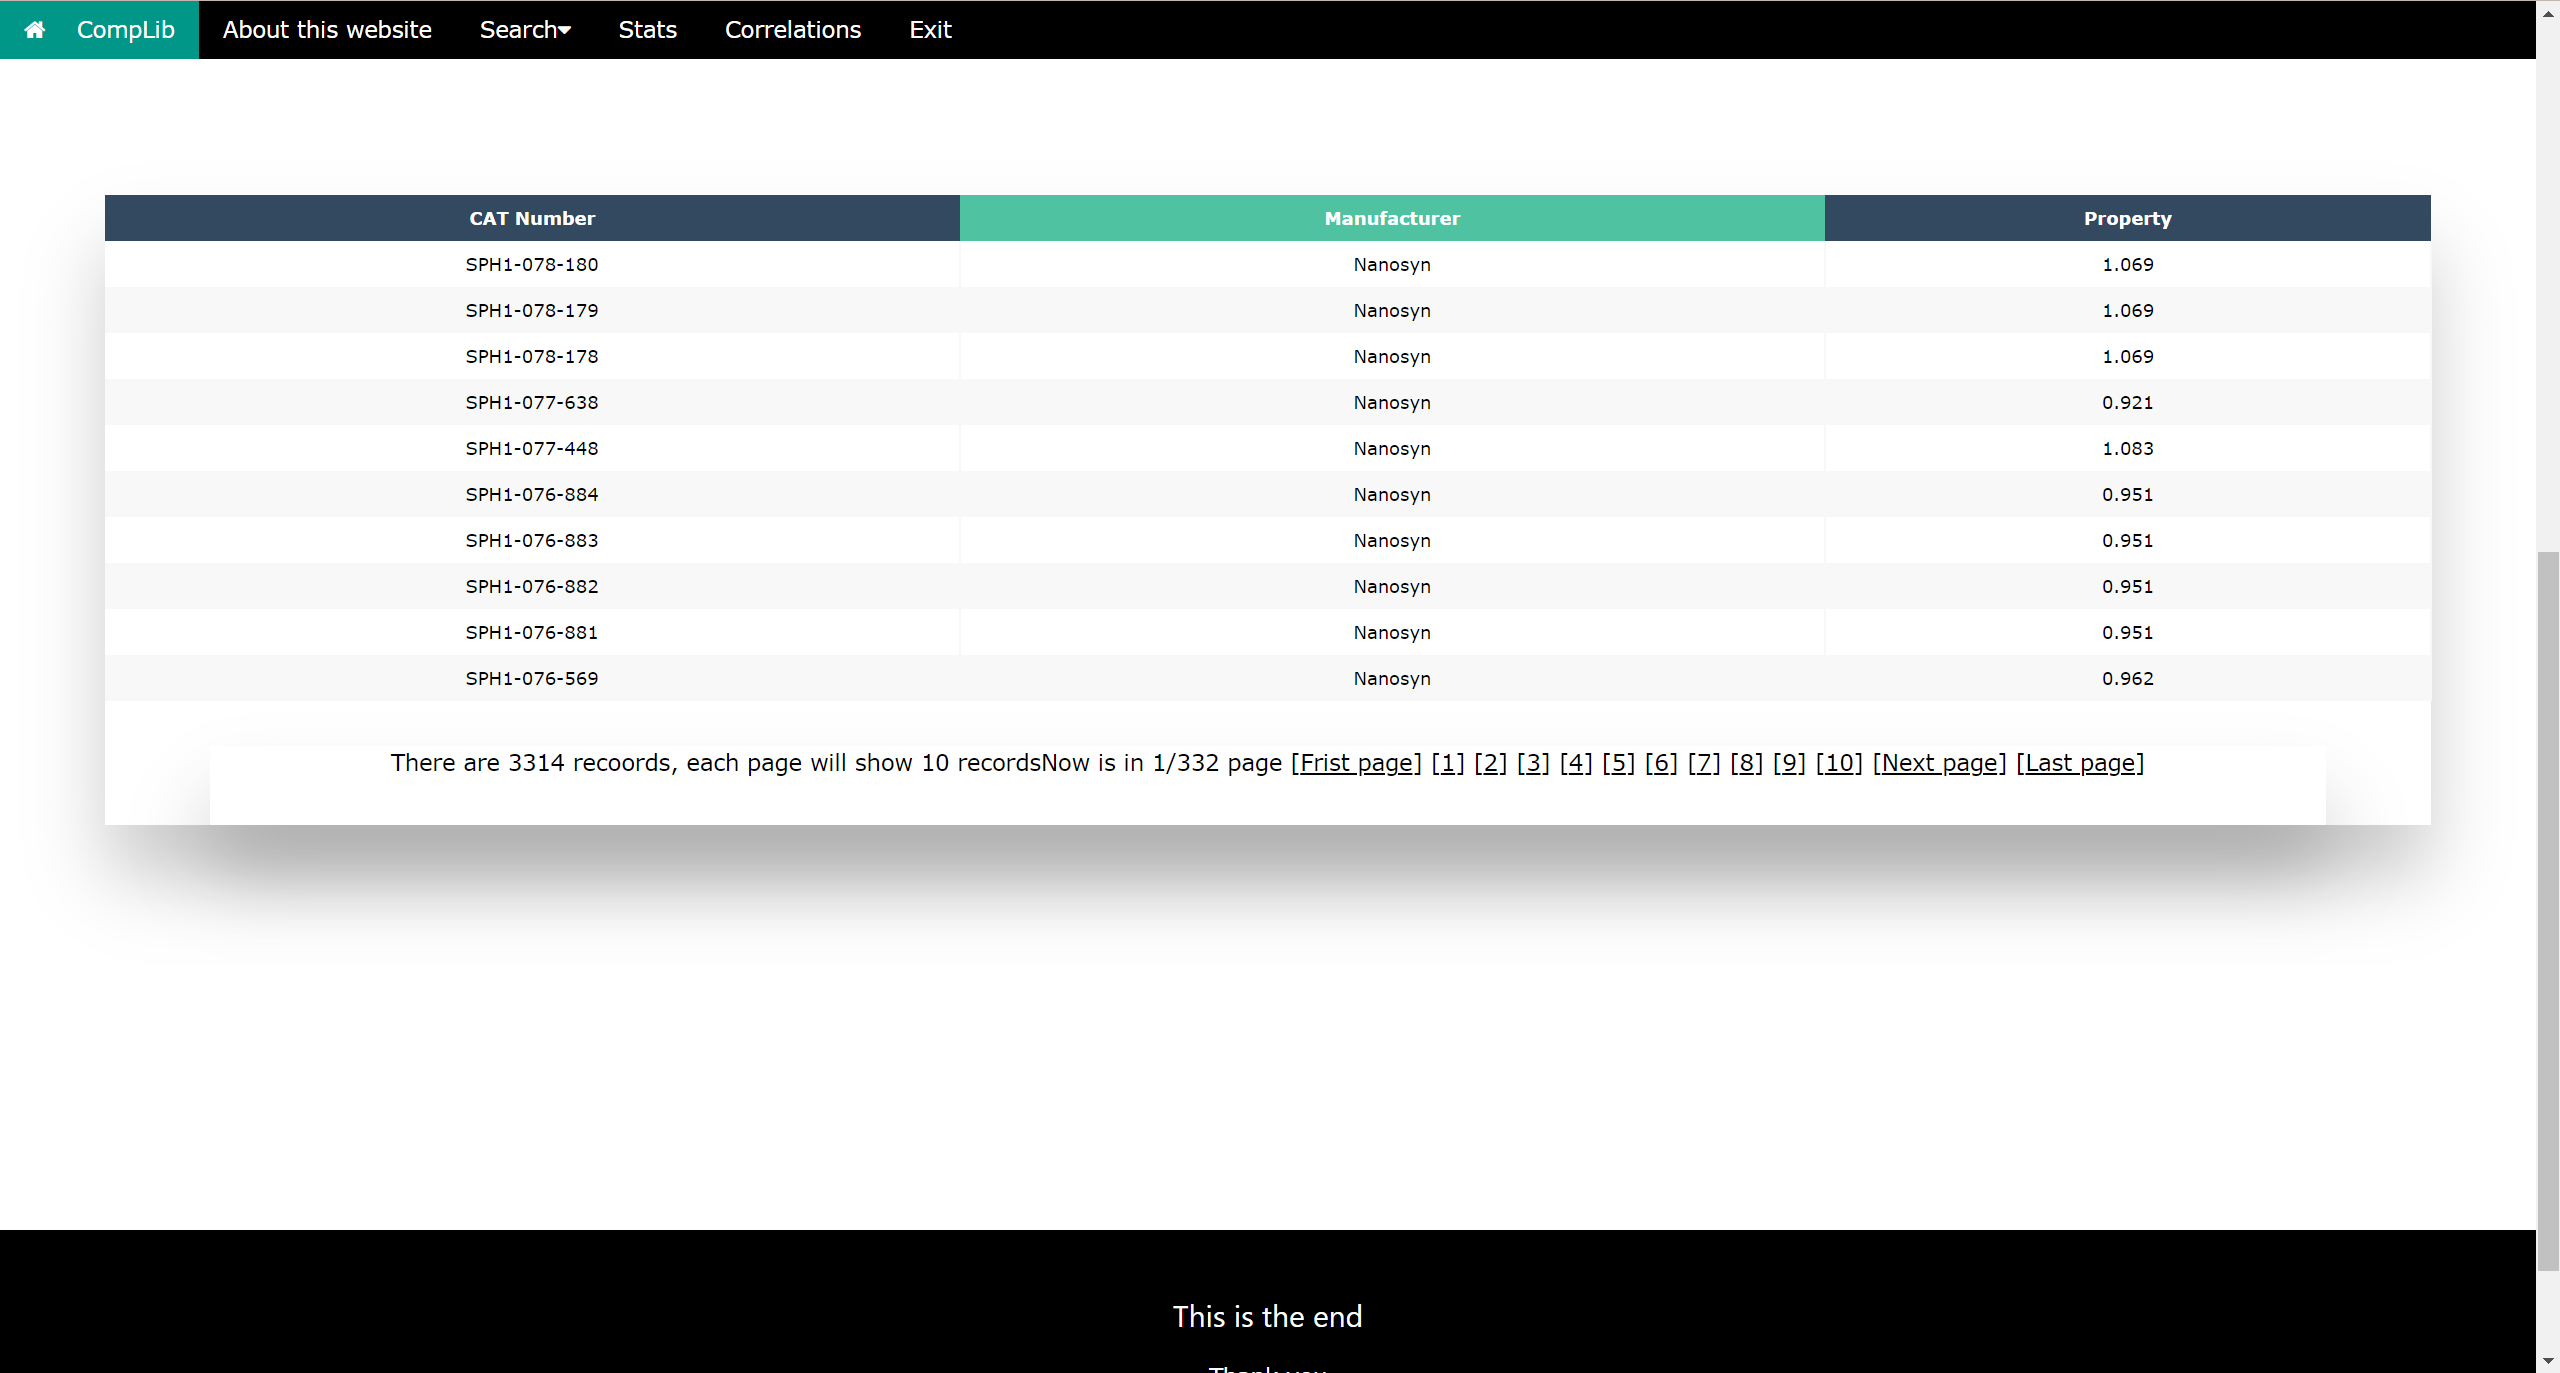 CompLib About this website Search Stats Correlations Exit
CAT Number Manufacturer Property
SPH1-078-180 Nanosyn 1.069
SPH1-078-179 Nanosyn 1.069
SPH1-078-178 Nanosyn 1.069
SPH1-077-638 Nanosyn 0.921
SPH1-077-448 Nanosyn 1.083
SPH1-076-884 Nanosyn 0.951
SPH1-076-883 Nanosyn 0.951
SPH1-076-882 Nanosyn 0.951
SPH1-076-881 Nanosyn 0.951
SPH1-076-569 Nanosyn 0.962
There are 3314 recoords, each page will show 10 recordsNow is in 1/332 page [Frist page] [1] [2] [3] [4] [5] [6] [7] [8] [9] [10] [Next page] [Last page]
This is the end
Thank you